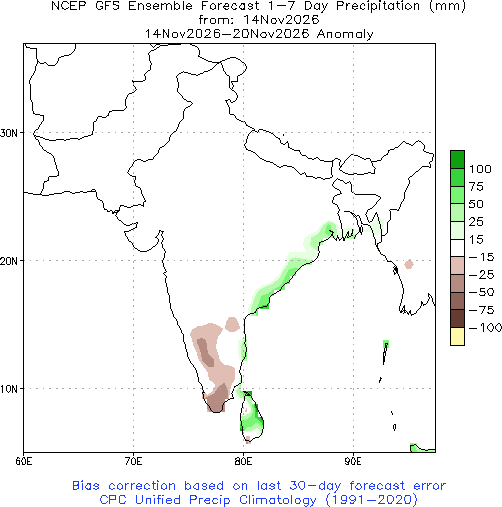 NCEP GFS Ensemble Forecast 1-7 Day Precipitation (mm)
from: 14Nov2026
14Nov2026-20Nov2026 Anomaly
30N
20N
10N
60E
70E
80E
90E
100
75
50
25
15
-15
-25
-50
-75
-100
Bias correction based on last 30-day forecast error
CPC Unified Precip Climatology (1991-2020)